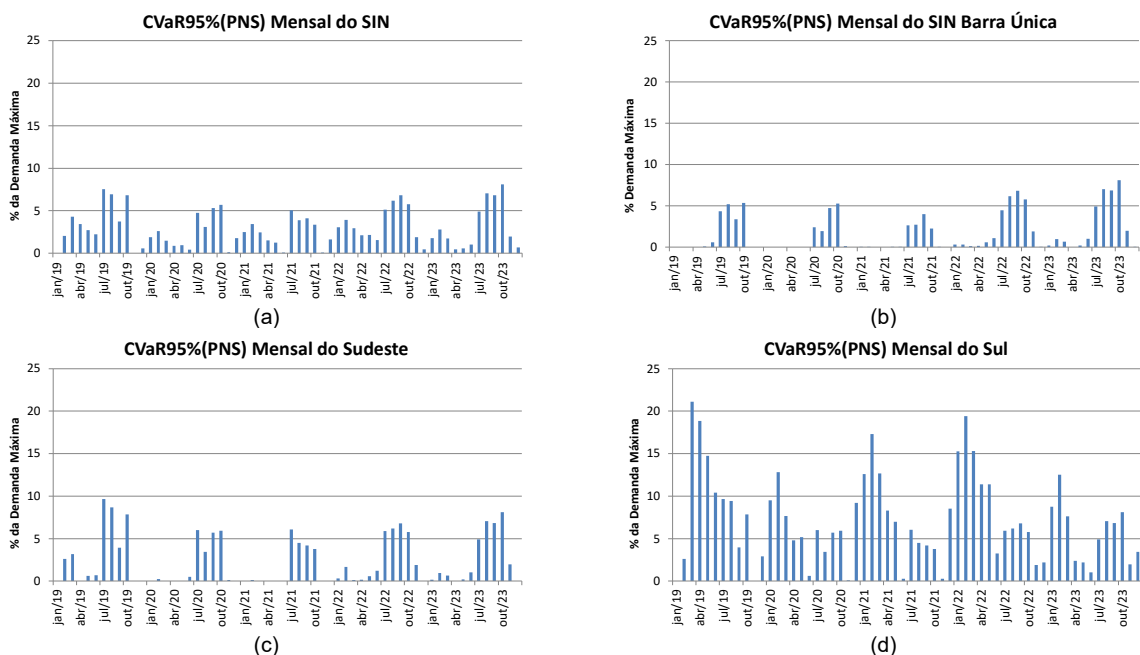 CVaR95%(PNS) Mensal do SIN
% da Demanda Máxima
25
20
15
10
5
0
jan/19
abr/19
jul/19
out/19
jan/20
abr/20
jul/20
out/20
jan/21
abr/21
jul/21
out/21
jan/22
abr/22
jul/22
out/22
jan/23
abr/23
jul/23
out/23
(a)
CVaR95%(PNS) Mensal do SIN Barra Única
% Demanda Máxima
25
20
15
10
5
0
jan/19
abr/19
jul/19
out/19
jan/20
abr/20
jul/20
out/20
jan/21
abr/21
jul/21
out/21
jan/22
abr/22
jul/22
out/22
jan/23
abr/23
jul/23
out/23
(b)
CVaR95%(PNS) Mensal do Sudeste
% da Demanda Máxima
25
20
15
10
5
0
jan/19
abr/19
jul/19
out/19
jan/20
abr/20
jul/20
out/20
jan/21
abr/21
jul/21
out/21
jan/22
abr/22
jul/22
out/22
jan/23
abr/23
jul/23
out/23
(c)
CVaR95%(PNS) Mensal do Sul
% da Demanda Máxima
25
20
15
10
5
0
jan/19
abr/19
jul/19
out/19
jan/20
abr/20
jul/20
out/20
jan/21
abr/21
jul/21
out/21
jan/22
abr/22
jul/22
out/22
jan/23
abr/23
jul/23
out/23
(d)